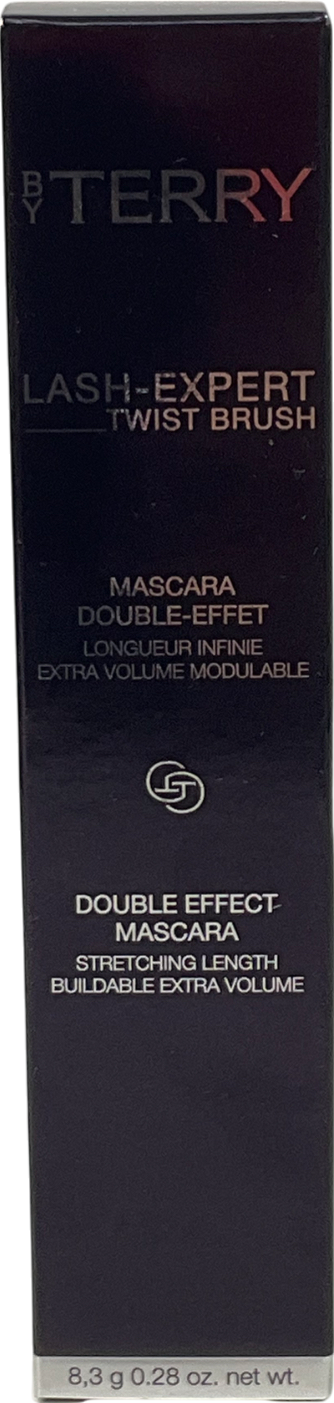 BY TERRY
LASH-EXPERT
TWIST BRUSH
MASCARA
DOUBLE-EFFET
LONGUEUR INFINIE
EXTRA VOLUME MODULABLE
DOUBLE EFFECT
MASCARA
STRETCHING LENGTH
BUILDABLE EXTRA VOLUME
8,3 g 0.28 oz. net wt.